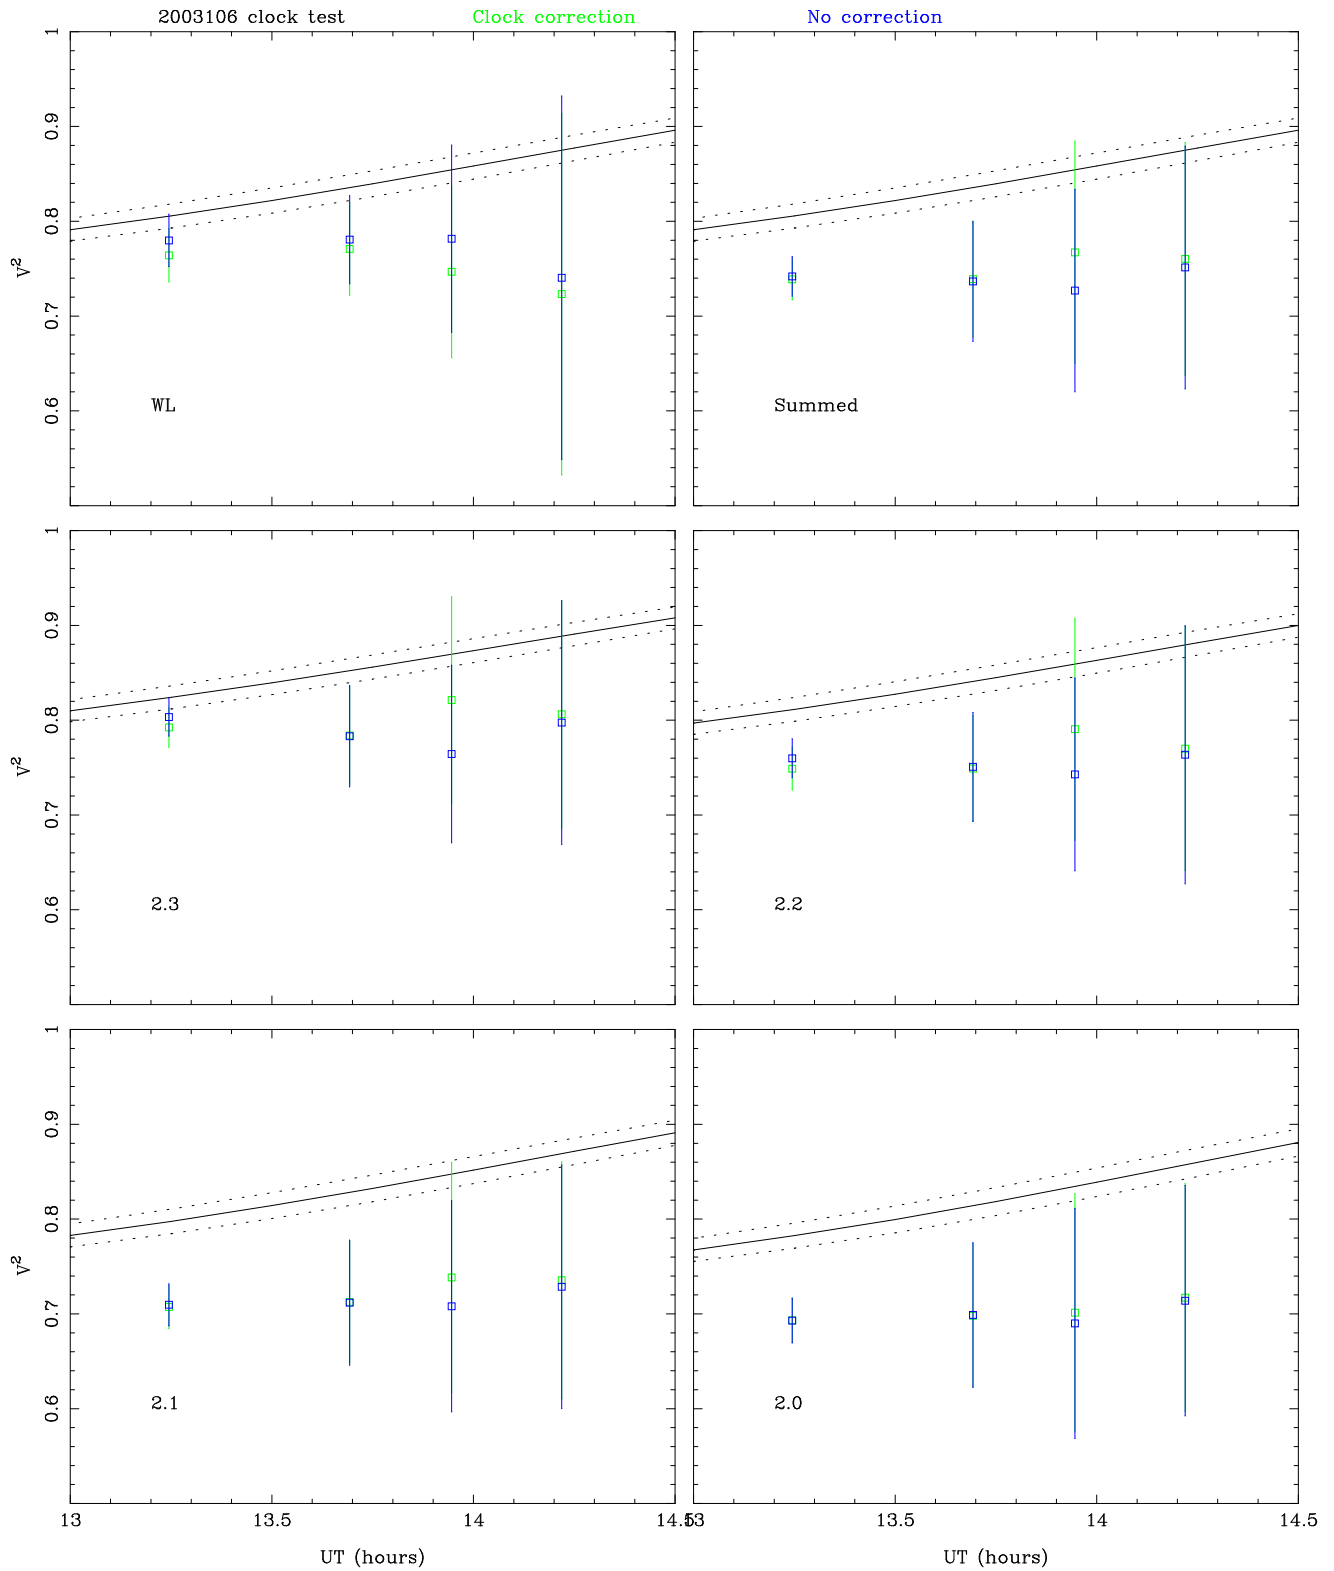 2003106 clock test Clock correction No correction
1
0.9
0.8
0.7
0.6
V²
WL
Summed
1
0.9
0.8
0.7
0.6
V²
2.3
2.2
1
0.9
0.8
0.7
0.6
V²
2.1
2.0
13 13.5 14 14.513 13.5 14 14.5
UT (hours) UT (hours)